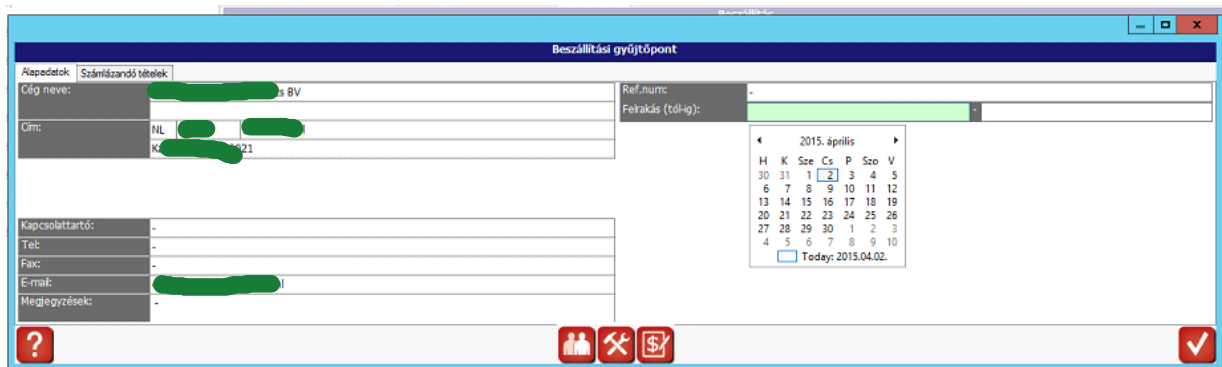 Beszállítás
Beszállítási gyűjtőpont
Alapadatok Számlázandó tételek
Cég neve: BV
Cím: NL
21
Kapcsolattartó: -
Tel: -
Fax: -
E-mail:
Megjegyzések: -
Ref.num: -
Felrakás (tól-ig): -
2015. április
H K Sze Cs P Szo V
30 31 1 2 3 4 5
6 7 8 9 10 11 12
13 14 15 16 17 18 19
20 21 22 23 24 25 26
27 28 29 30 1 2 3
4 5 6 7 8 9 10
Today: 2015.04.02.